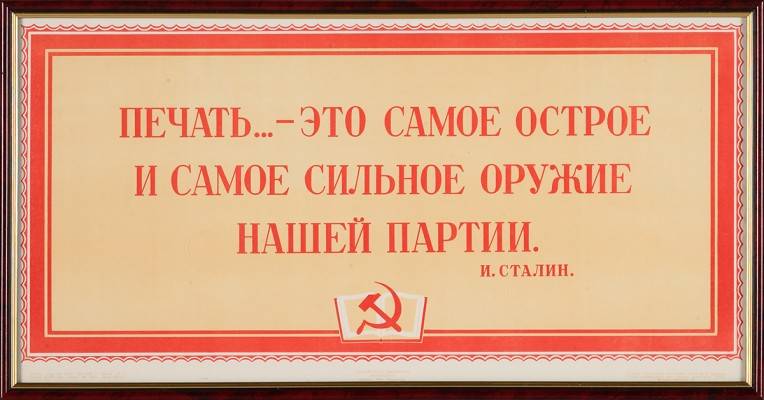 ПЕЧАТЬ...–ЭТО САМОЕ ОСТРОЕ
И САМОЕ СИЛЬНОЕ ОРУЖИЕ
НАШЕЙ ПАРТИИ.
И. СТАЛИН.